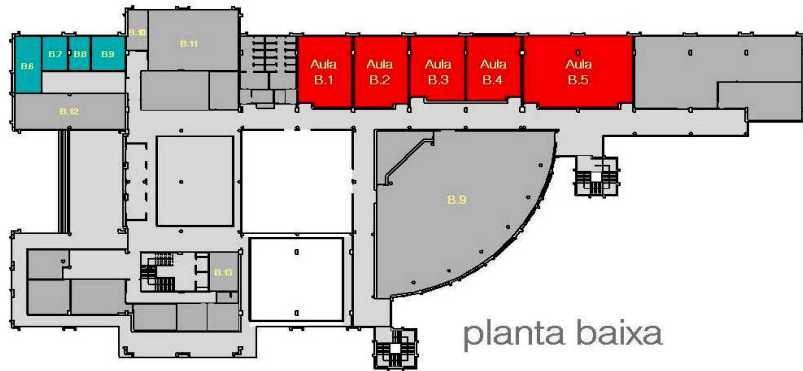 B.10
B.11
B.6
B.7
B.8
B.9
B.12
Aula
B.1
Aula
B.2
Aula
B.3
Aula
B.4
Aula
B.5
B.9
B.13
planta baixa